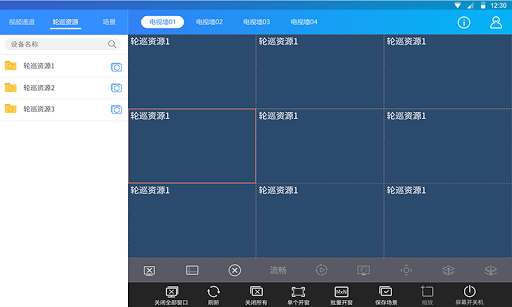 12:30
视频通道 轮巡资源 场景
电视墙01 电视墙02 电视墙03 电视墙04
设备名称
轮巡资源1
轮巡资源2
轮巡资源3
轮巡资源1 轮巡资源1 轮巡资源1
轮巡资源1 轮巡资源1 轮巡资源1
轮巡资源1 轮巡资源1 轮巡资源1
流畅
MxN
关闭全部窗口 刷新 关闭所有 单个开窗 批量开窗 保存场景 缩放 屏幕开关机